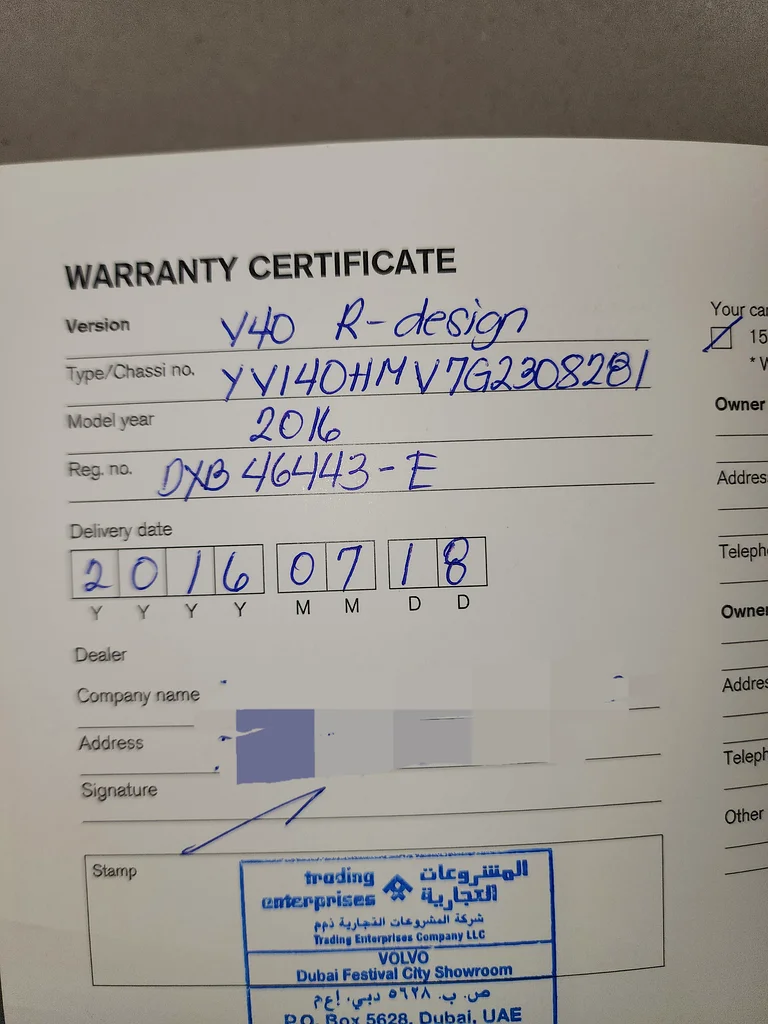 WARRANTY CERTIFICATE
Version V40 R-design
Type/Chassi no. YV140HMV7G2308281
Model year 2016
Reg. no. DXB 46443-E
Delivery date
2 0 1 6 0 7 1 8
Y Y Y Y M M D D
Dealer
Company name
Address
Signature
Stamp
trading enterprises المشروعات التجارية
شركة المشروعات التجارية ذ.م.م
Trading Enterprises Company LLC
VOLVO
Dubai Festival City Showroom
ص. ب. ٥٦٢٨ دبي. إ.ع.م
P.O. Box 5628, Dubai, UAE
Your car
15
* W
Owner
Addres
Teleph
Owner
Addres
Teleph
Other